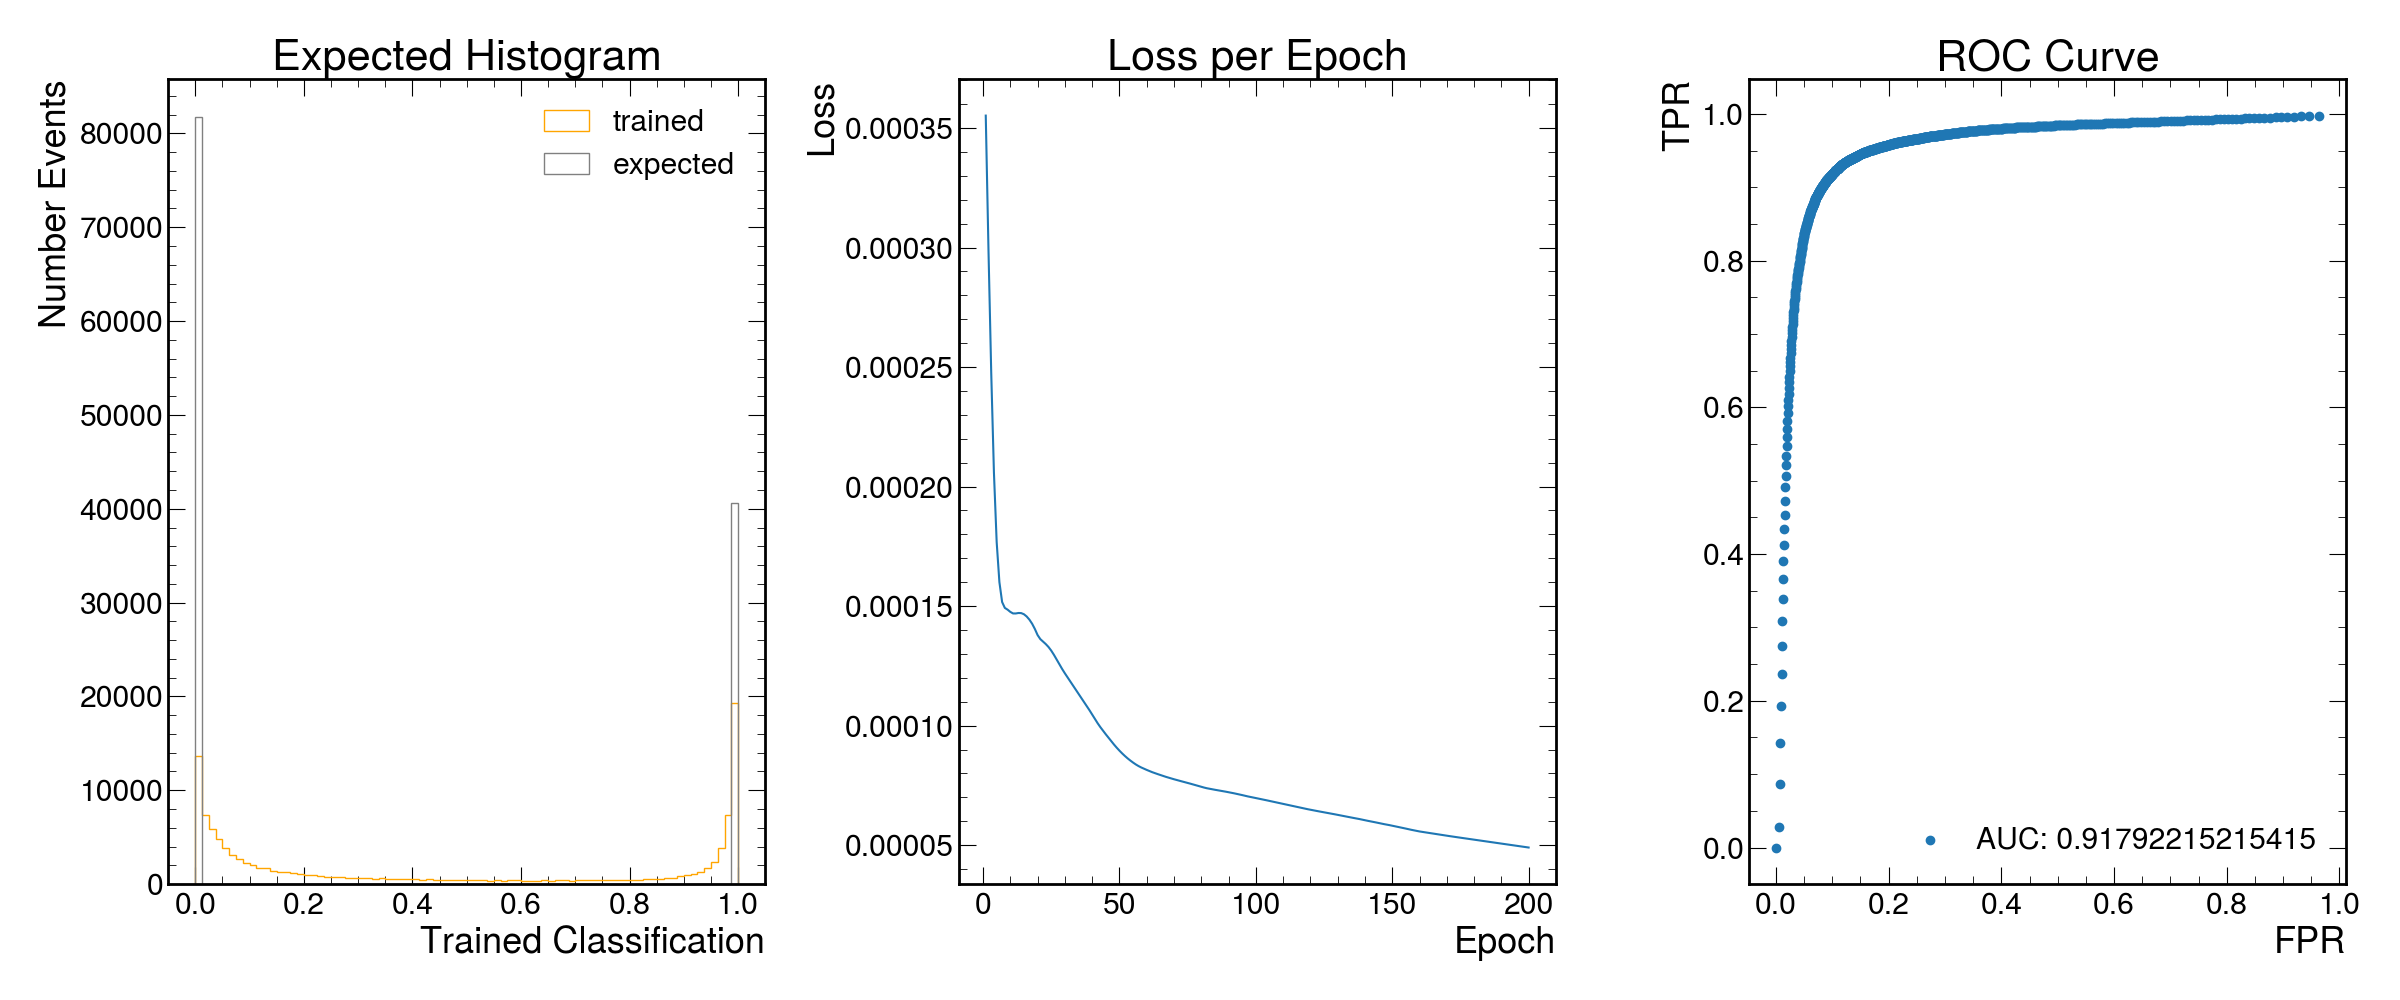 Expected Histogram
Number Events
80000
70000
60000
50000
40000
30000
20000
10000
0
0.0 0.2 0.4 0.6 0.8 1.0
Trained Classification
trained
expected
Loss per Epoch
Loss
0.00035
0.00030
0.00025
0.00020
0.00015
0.00010
0.00005
0 50 100 150 200
Epoch
ROC Curve
TPR
1.0
0.8
0.6
0.4
0.2
0.0
AUC: 0.91792215215415
0.0 0.2 0.4 0.6 0.8 1.0
FPR